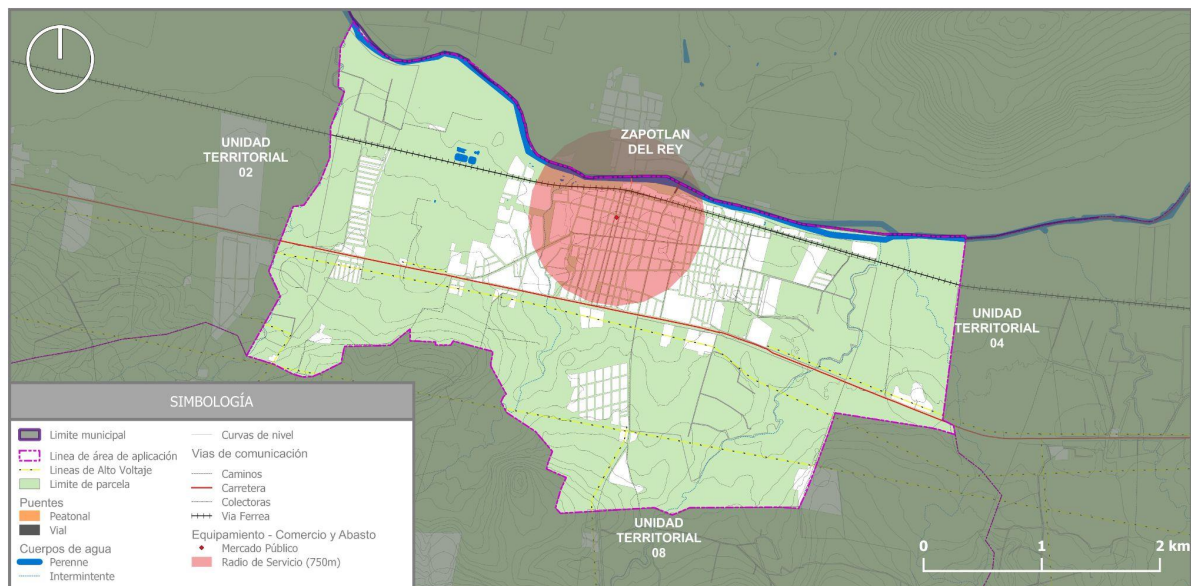 ZAPOTLAN
DEL REY
UNIDAD
TERRITORIAL
02
UNIDAD
TERRITORIAL
04
UNIDAD
TERRITORIAL
08
0 1 2 km
SIMBOLOGÍA
Limite municipal
Linea de área de aplicación
Lineas de Alto Voltaje
Limite de parcela
Puentes
Peatonal
Vial
Cuerpos de agua
Perenne
Intermintente
Curvas de nivel
Vias de comunicación
Caminos
Carretera
Colectoras
Via Ferrea
Equipamiento - Comercio y Abasto
Mercado Público
Radio de Servicio (750m)